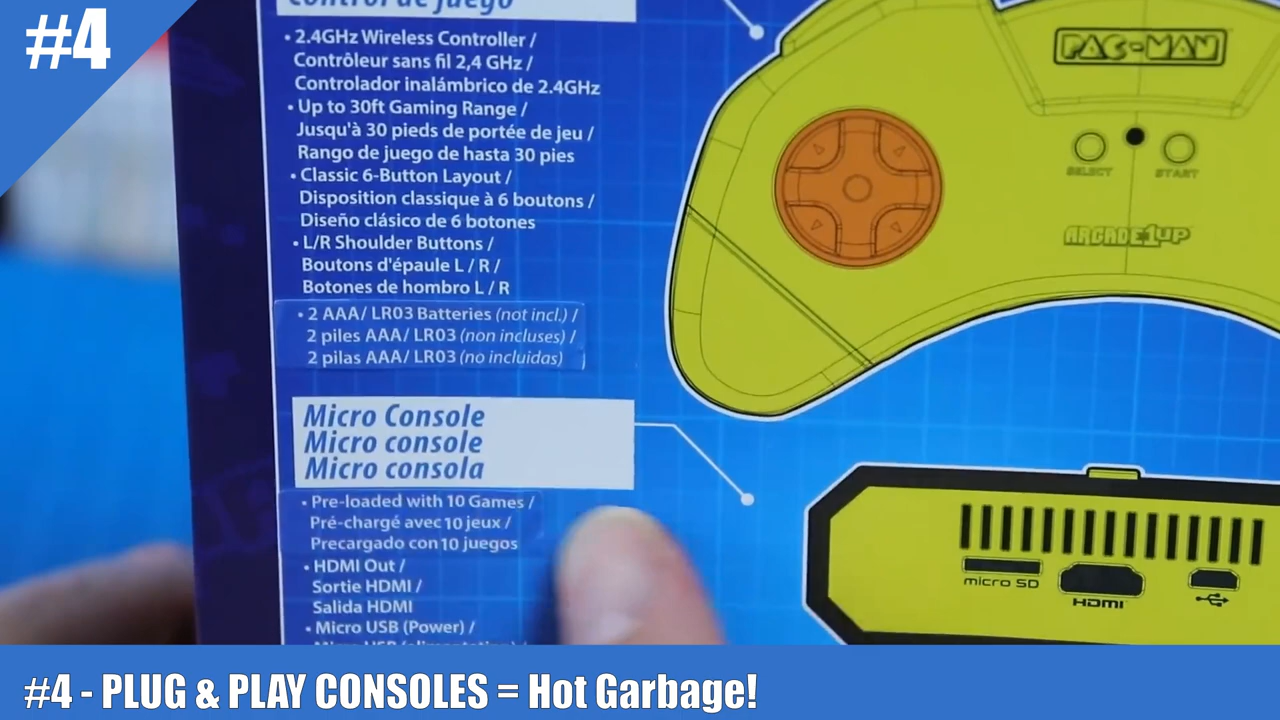 #4
Control de juego
• 2.4GHz Wireless Controller /
Contrôleur sans fil 2,4 GHz /
Controlador inalámbrico de 2.4GHz
• Up to 30ft Gaming Range /
Jusqu'à 30 pieds de portée de jeu /
Rango de juego de hasta 30 pies
• Classic 6-Button Layout /
Disposition classique à 6 boutons /
Diseño clásico de 6 botones
• L/R Shoulder Buttons /
Boutons d'épaule L / R /
Botones de hombro L / R
• 2 AAA/ LR03 Batteries (not incl.) /
2 piles AAA/ LR03 (non incluses) /
2 pilas AAA/ LR03 (no incluidas)
Micro Console
Micro console
Micro consola
• Pre-loaded with 10 Games /
Pré-chargé avec 10 jeux /
Precargado con 10 juegos
• HDMI Out /
Sortie HDMI /
Salida HDMI
• Micro USB (Power) /
PAC-MAN
SELECT START
ARCADE1UP
micro SD
HDMI
#4 - PLUG & PLAY CONSOLES = Hot Garbage!